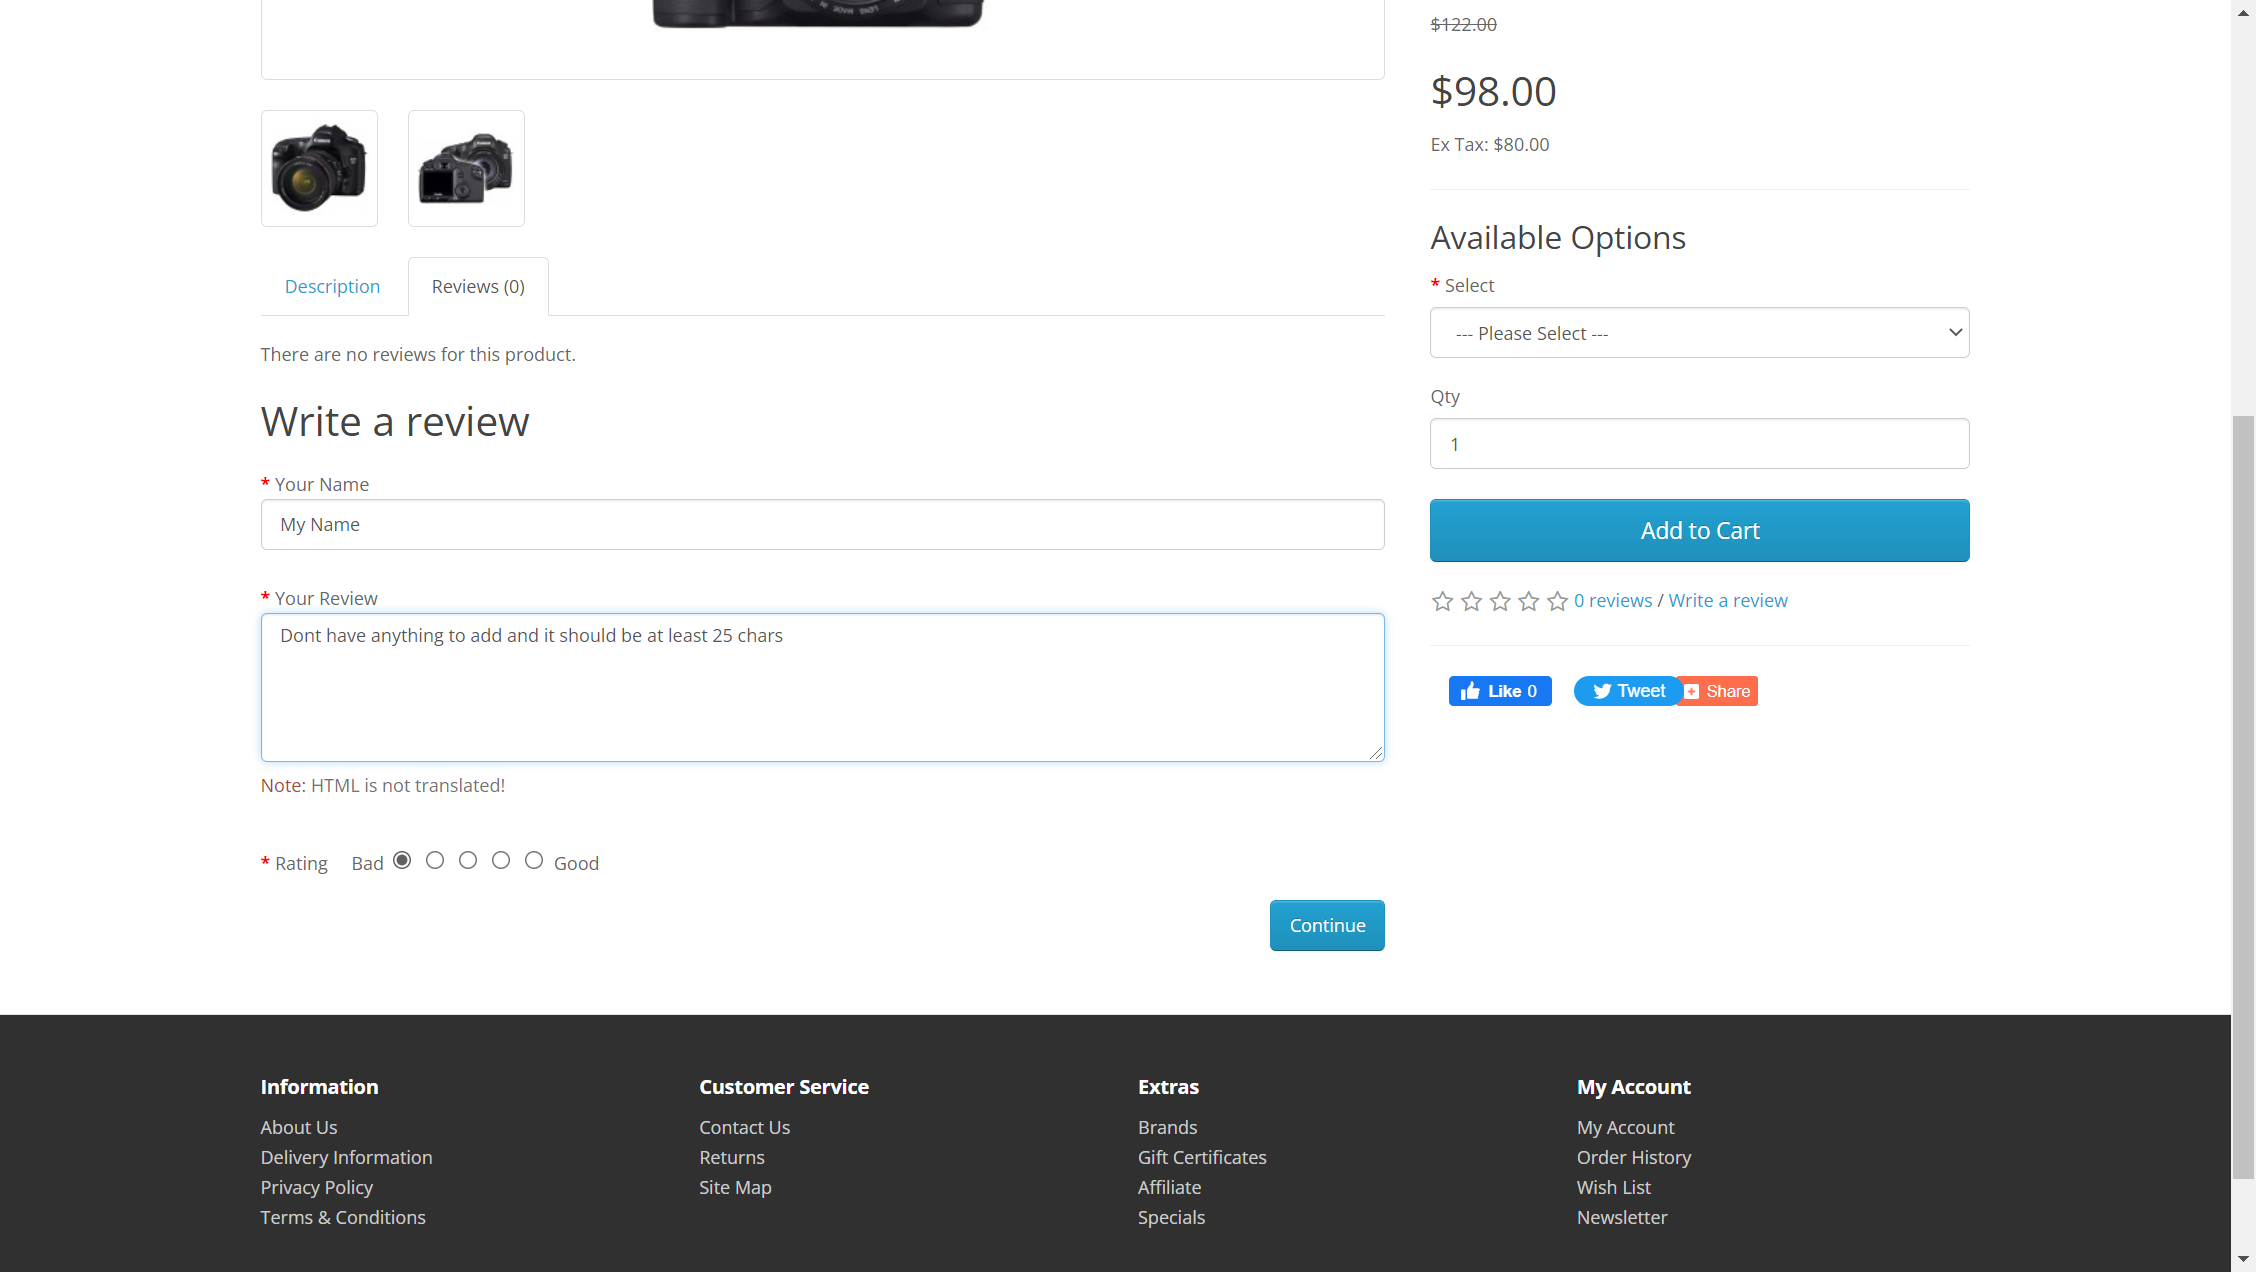 $122.00
$98.00
Ex Tax: $80.00
Available Options
* Select
--- Please Select ---
Qty
1
Add to Cart
0 reviews / Write a review
Like 0
Tweet
Share
Description
Reviews (0)
There are no reviews for this product.
Write a review
* Your Name
My Name
* Your Review
Dont have anything to add and it should be at least 25 chars
Note: HTML is not translated!
* Rating Bad Good
Continue
Information
About Us
Delivery Information
Privacy Policy
Terms & Conditions
Customer Service
Contact Us
Returns
Site Map
Extras
Brands
Gift Certificates
Affiliate
Specials
My Account
My Account
Order History
Wish List
Newsletter